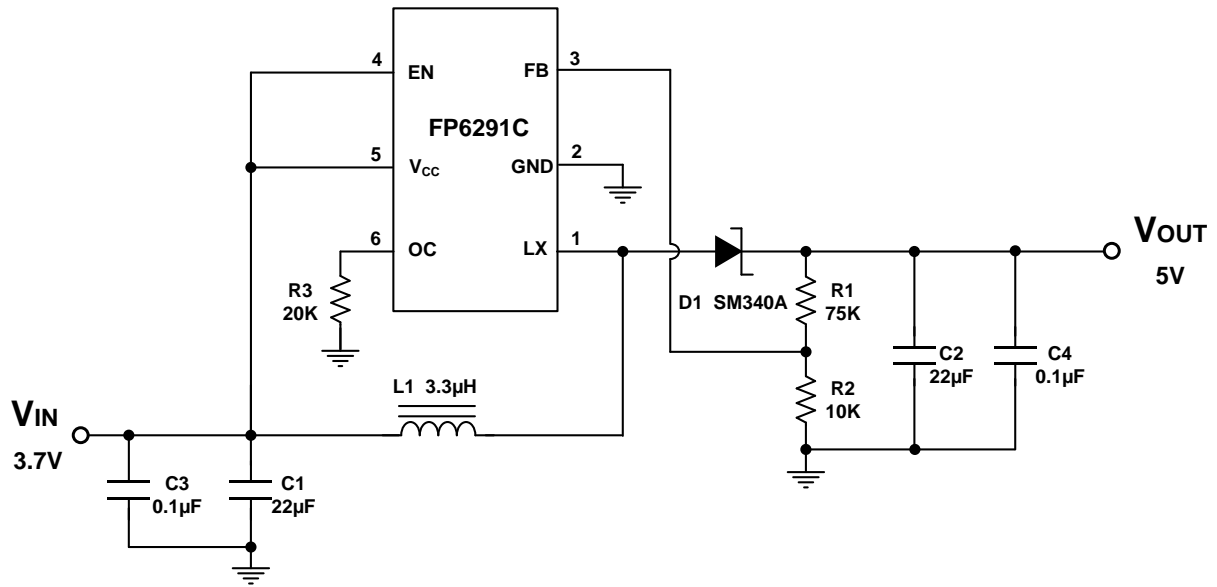 4
EN
FB
3
FP6291C
5
VCC
GND
2
6
OC
LX
1
R3
20K
D1 SM340A
R1
75K
VOUT
5V
C2
22µF
C4
0.1µF
R2
10K
L1 3.3µH
VIN
3.7V
C3
0.1µF
C1
22µF